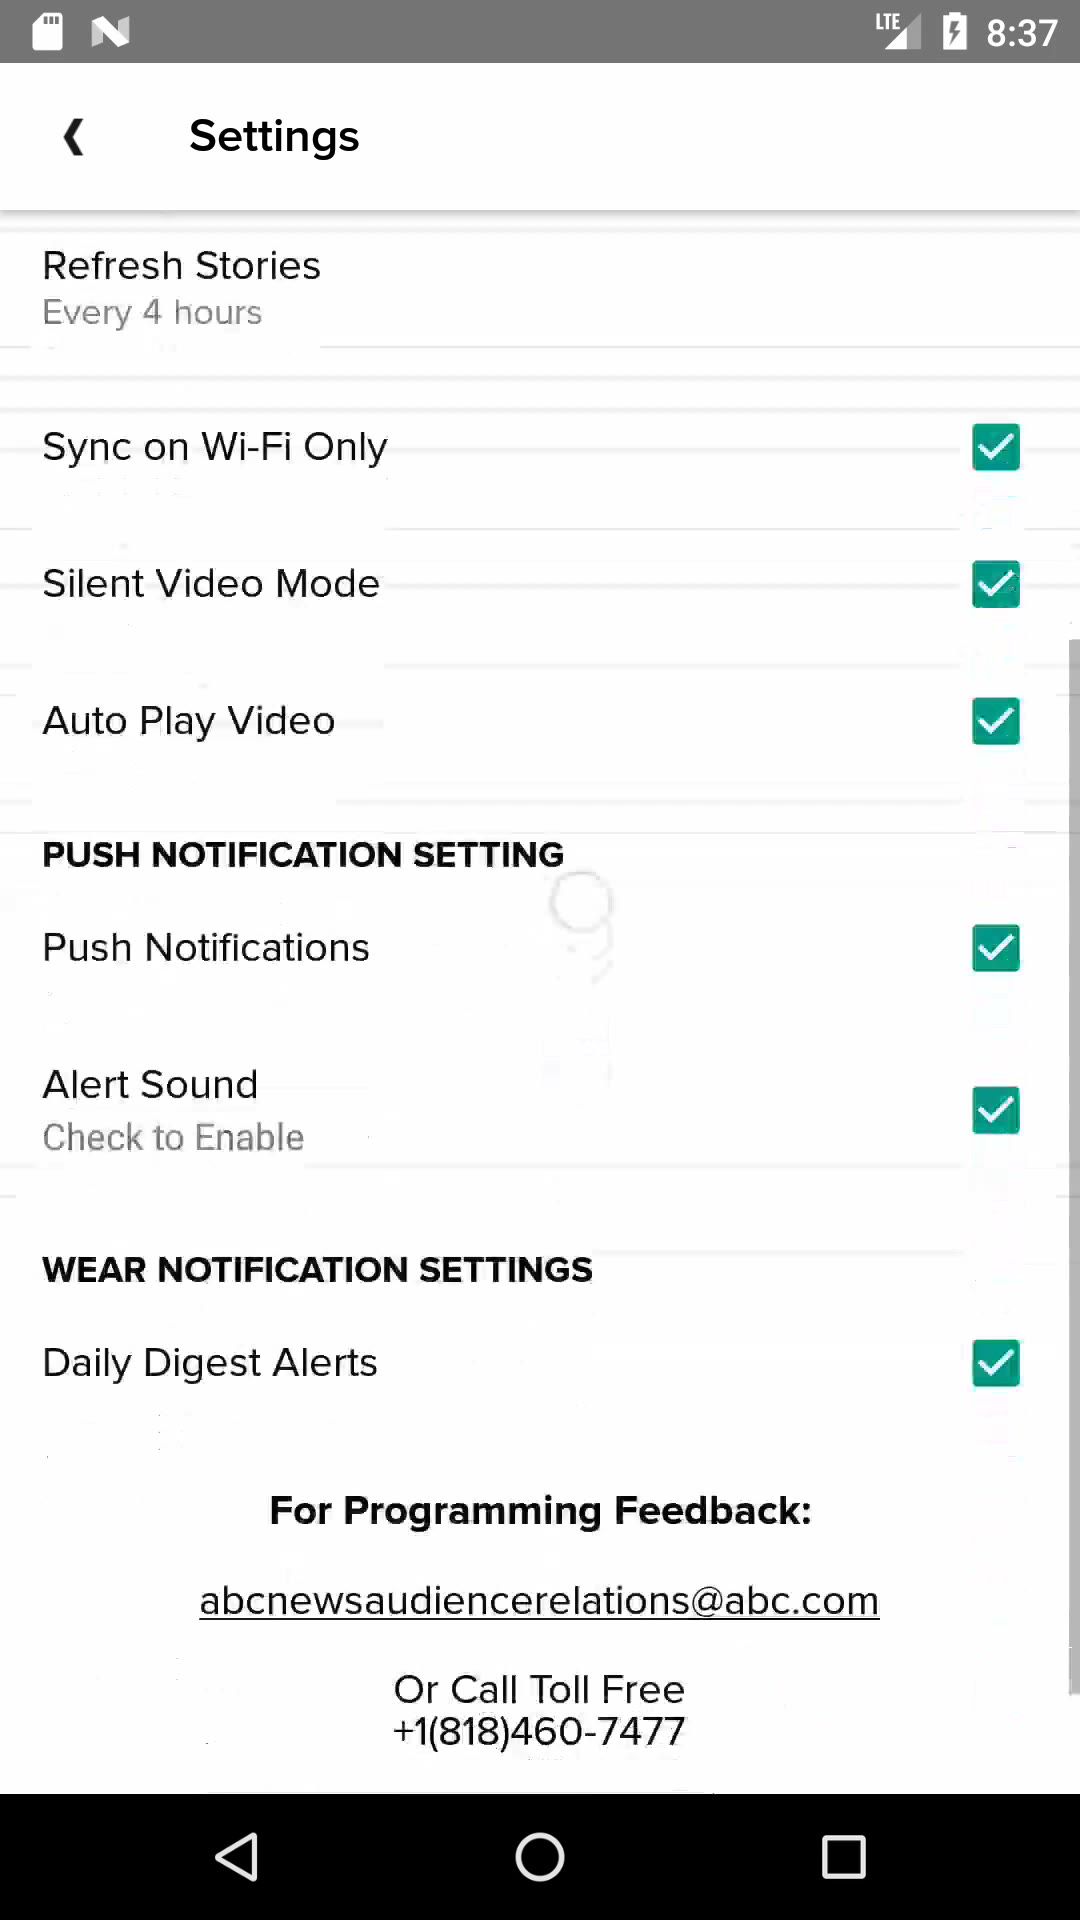 LTE 8:37
Settings
Refresh Stories
Every 4 hours
Sync on Wi-Fi Only
Silent Video Mode
Auto Play Video
PUSH NOTIFICATION SETTING
Push Notifications
Alert Sound
Check to Enable
WEAR NOTIFICATION SETTINGS
Daily Digest Alerts
For Programming Feedback:
abcnewsaudiencerelations@abc.com
Or Call Toll Free
+1(818)460-7477